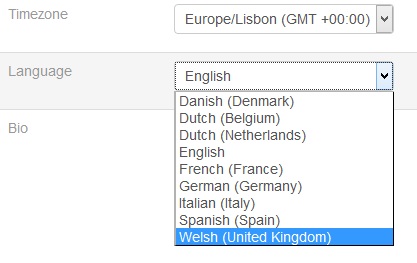 Timezone
Europe/Lisbon (GMT +00:00)
Language
English
Danish (Denmark)
Dutch (Belgium)
Dutch (Netherlands)
English
French (France)
German (Germany)
Italian (Italy)
Spanish (Spain)
Welsh (United Kingdom)
Bio